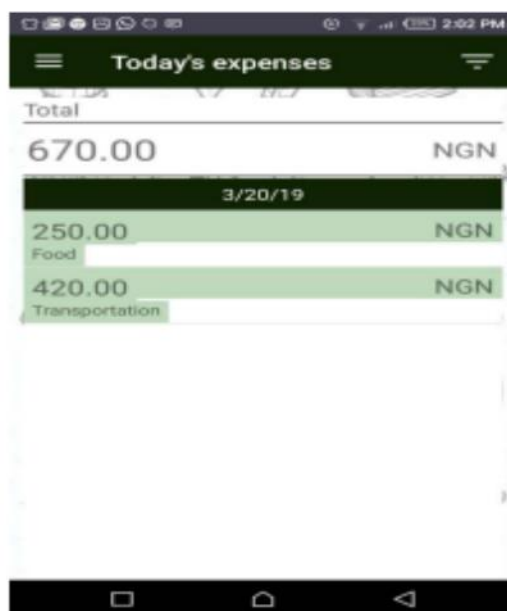 2:02 PM
Today's expenses
Total
670.00 NGN
3/20/19
250.00 NGN
Food
420.00 NGN
Transportation